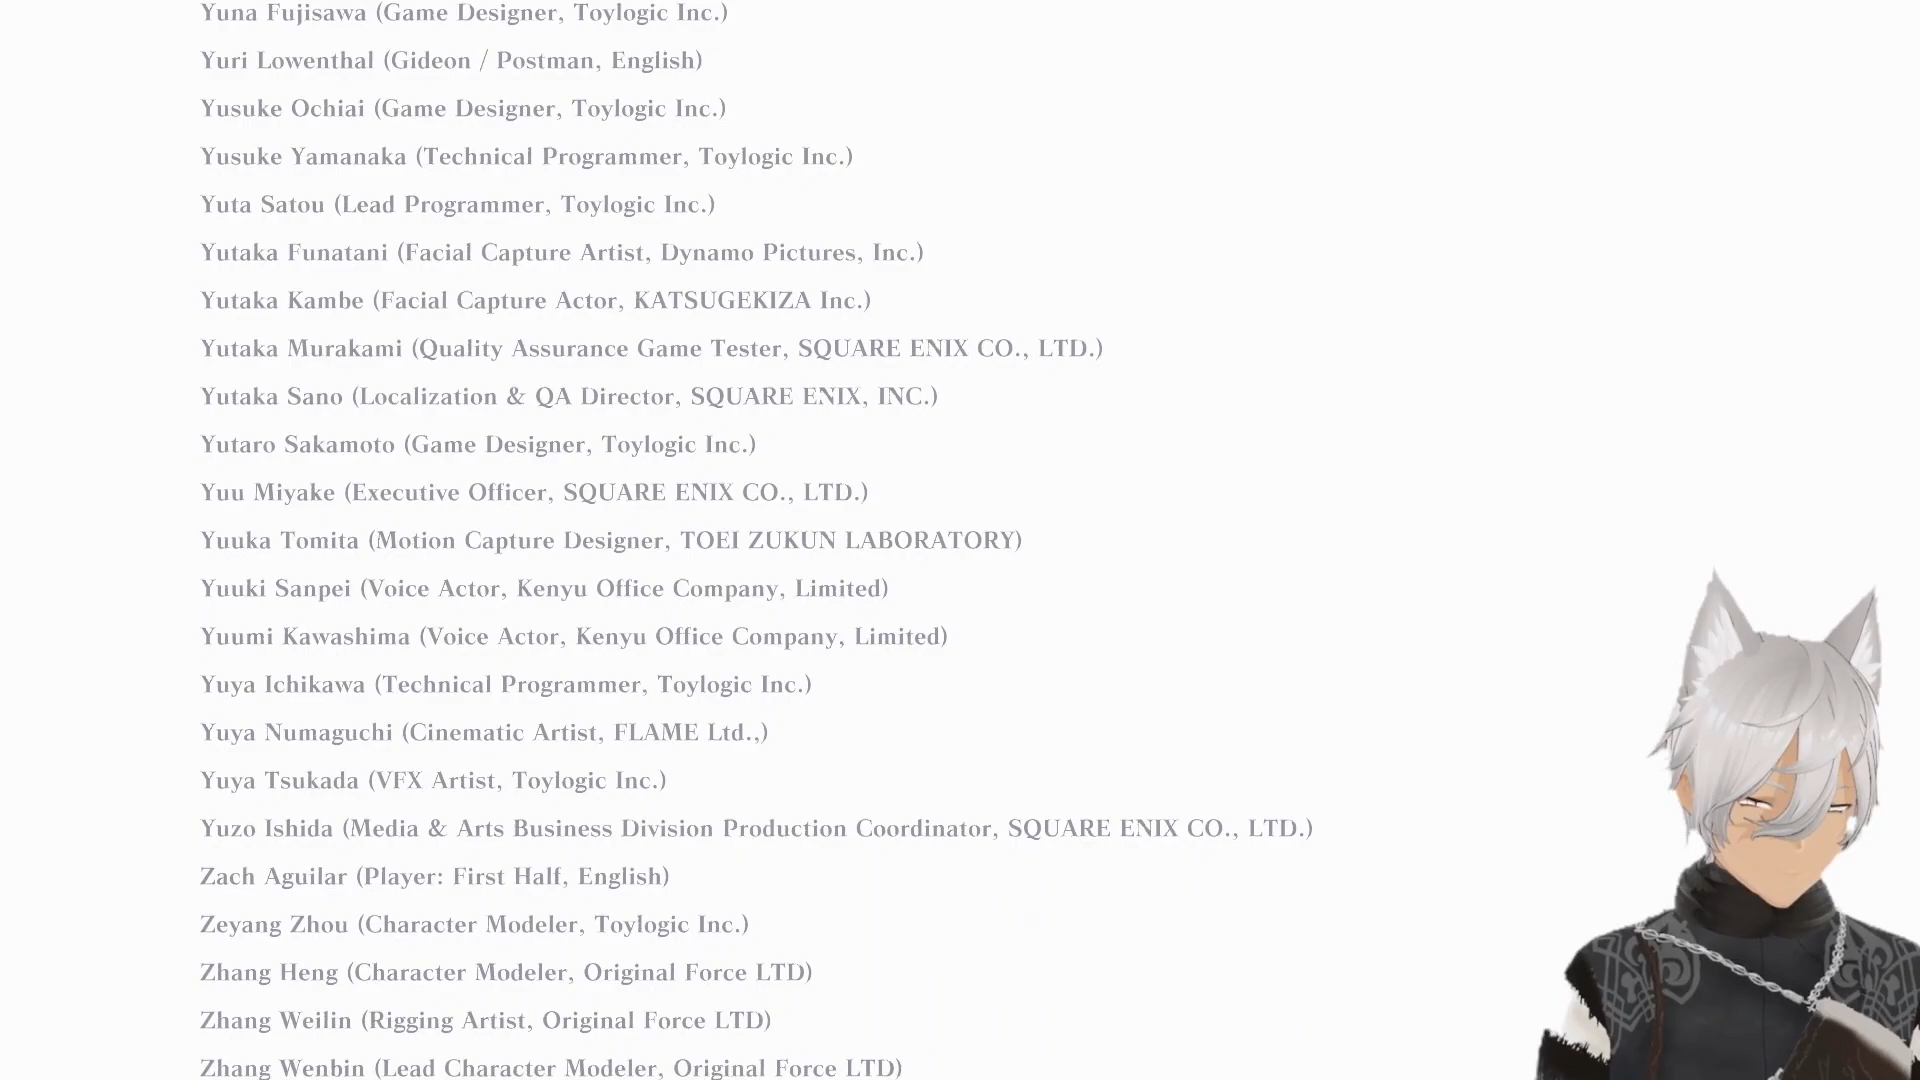 Yuna Fujisawa (Game Designer, Toylogic Inc.)
Yuri Lowenthal (Gideon / Postman, English)
Yusuke Ochiai (Game Designer, Toylogic Inc.)
Yusuke Yamanaka (Technical Programmer, Toylogic Inc.)
Yuta Satou (Lead Programmer, Toylogic Inc.)
Yutaka Funatani (Facial Capture Artist, Dynamo Pictures, Inc.)
Yutaka Kambe (Facial Capture Actor, KATSUGEKIZA Inc.)
Yutaka Murakami (Quality Assurance Game Tester, SQUARE ENIX CO., LTD.)
Yutaka Sano (Localization & QA Director, SQUARE ENIX, INC.)
Yutaro Sakamoto (Game Designer, Toylogic Inc.)
Yuu Miyake (Executive Officer, SQUARE ENIX CO., LTD.)
Yuuka Tomita (Motion Capture Designer, TOEI ZUKUN LABORATORY)
Yuuki Sanpei (Voice Actor, Kenyu Office Company, Limited)
Yuumi Kawashima (Voice Actor, Kenyu Office Company, Limited)
Yuya Ichikawa (Technical Programmer, Toylogic Inc.)
Yuya Numaguchi (Cinematic Artist, FLAME Ltd.,)
Yuya Tsukada (VFX Artist, Toylogic Inc.)
Yuzo Ishida (Media & Arts Business Division Production Coordinator, SQUARE ENIX CO., LTD.)
Zach Aguilar (Player: First Half, English)
Zeyang Zhou (Character Modeler, Toylogic Inc.)
Zhang Heng (Character Modeler, Original Force LTD)
Zhang Weilin (Rigging Artist, Original Force LTD)
Zhang Wenbin (Lead Character Modeler, Original Force LTD)